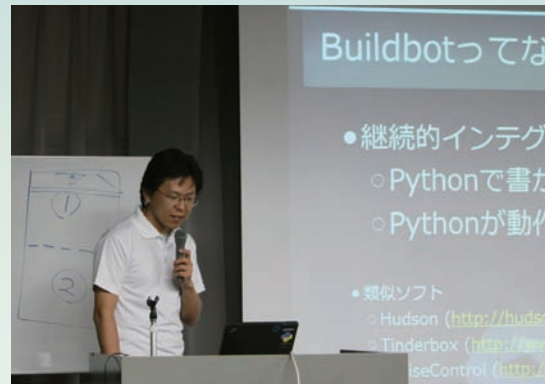 Buildbotってな
●継続的インテグ
○Pythonで書か
○Pythonが動作
●類似ソフト
○Hudson (http://hudso
○Tinderbox (http://
iseControl (http://
①
②